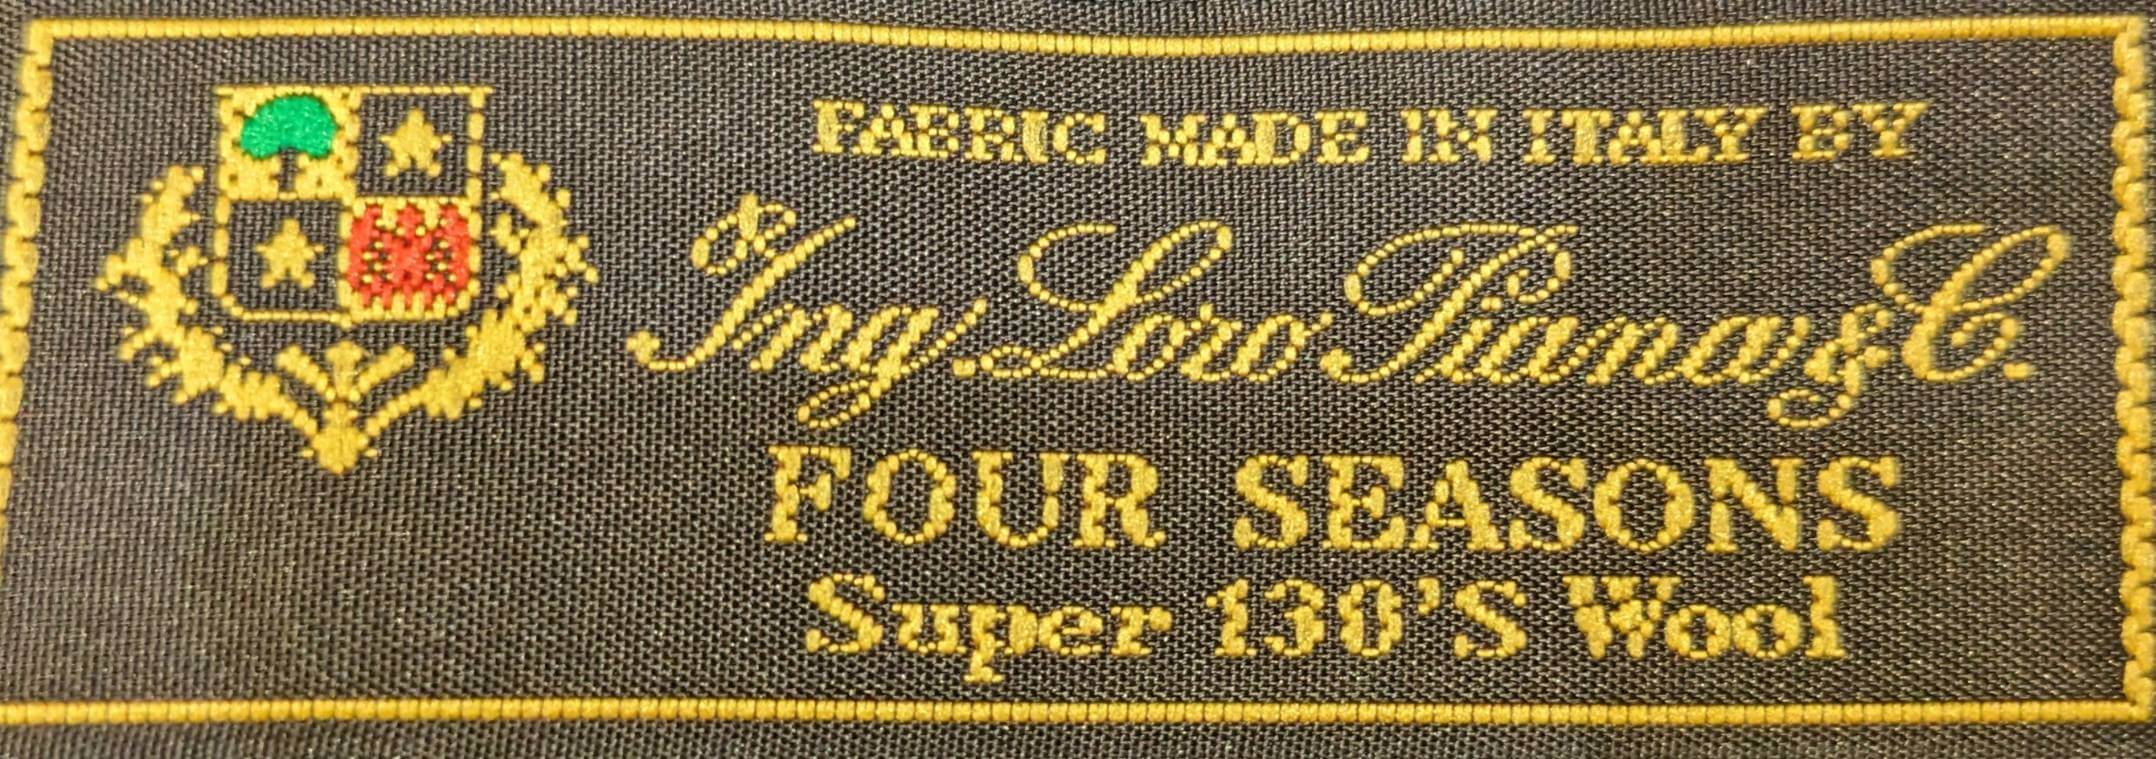 FABRIC MADE IN ITALY BY
Ing. Loro Piana & C.
FOUR SEASONS
Super 130'S Wool